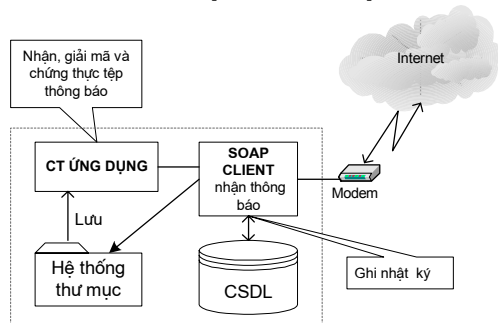 Internet
Nhận, giải mã và
chứng thực tệp
thông báo
CT ỨNG DỤNG
SOAP
CLIENT
nhận thông
báo
Modem
Lưu
Hệ thống
thư mục
CSDL
Ghi nhật ký